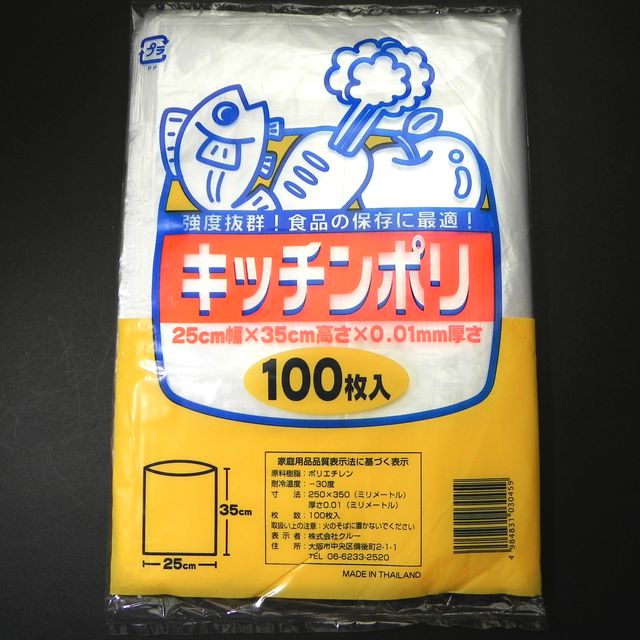 プラ
PP
強度抜群！食品の保存に最適！
キッチンポリ
25cm幅×35cm高さ×0.01mm厚さ
100枚入
35cm
25cm
家庭用品品質表示法に基づく表示
原料樹脂：ポリエチレン
耐冷温度：−30度
寸　法：250×350（ミリメートル）
厚さ0.01（ミリメートル）
枚　数：100枚入
取扱い上の注意：火のそばに置かないでください
表示者：株式会社クルー
住　所：大阪市中央区備後町2-1-1
TEL 06-6233-2520
MADE IN THAILAND
4 984831 030459